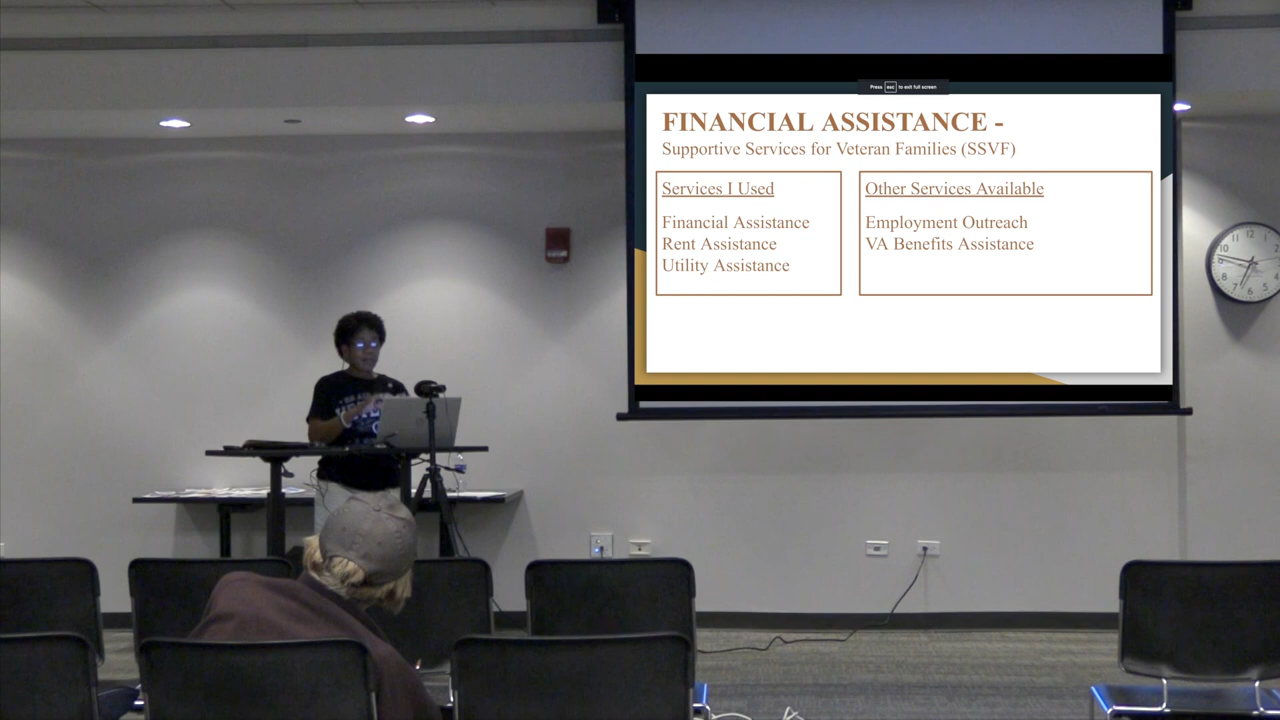 Press esc to exit full screen
FINANCIAL ASSISTANCE -
Supportive Services for Veteran Families (SSVF)
Services I Used
Financial Assistance
Rent Assistance
Utility Assistance
Other Services Available
Employment Outreach
VA Benefits Assistance